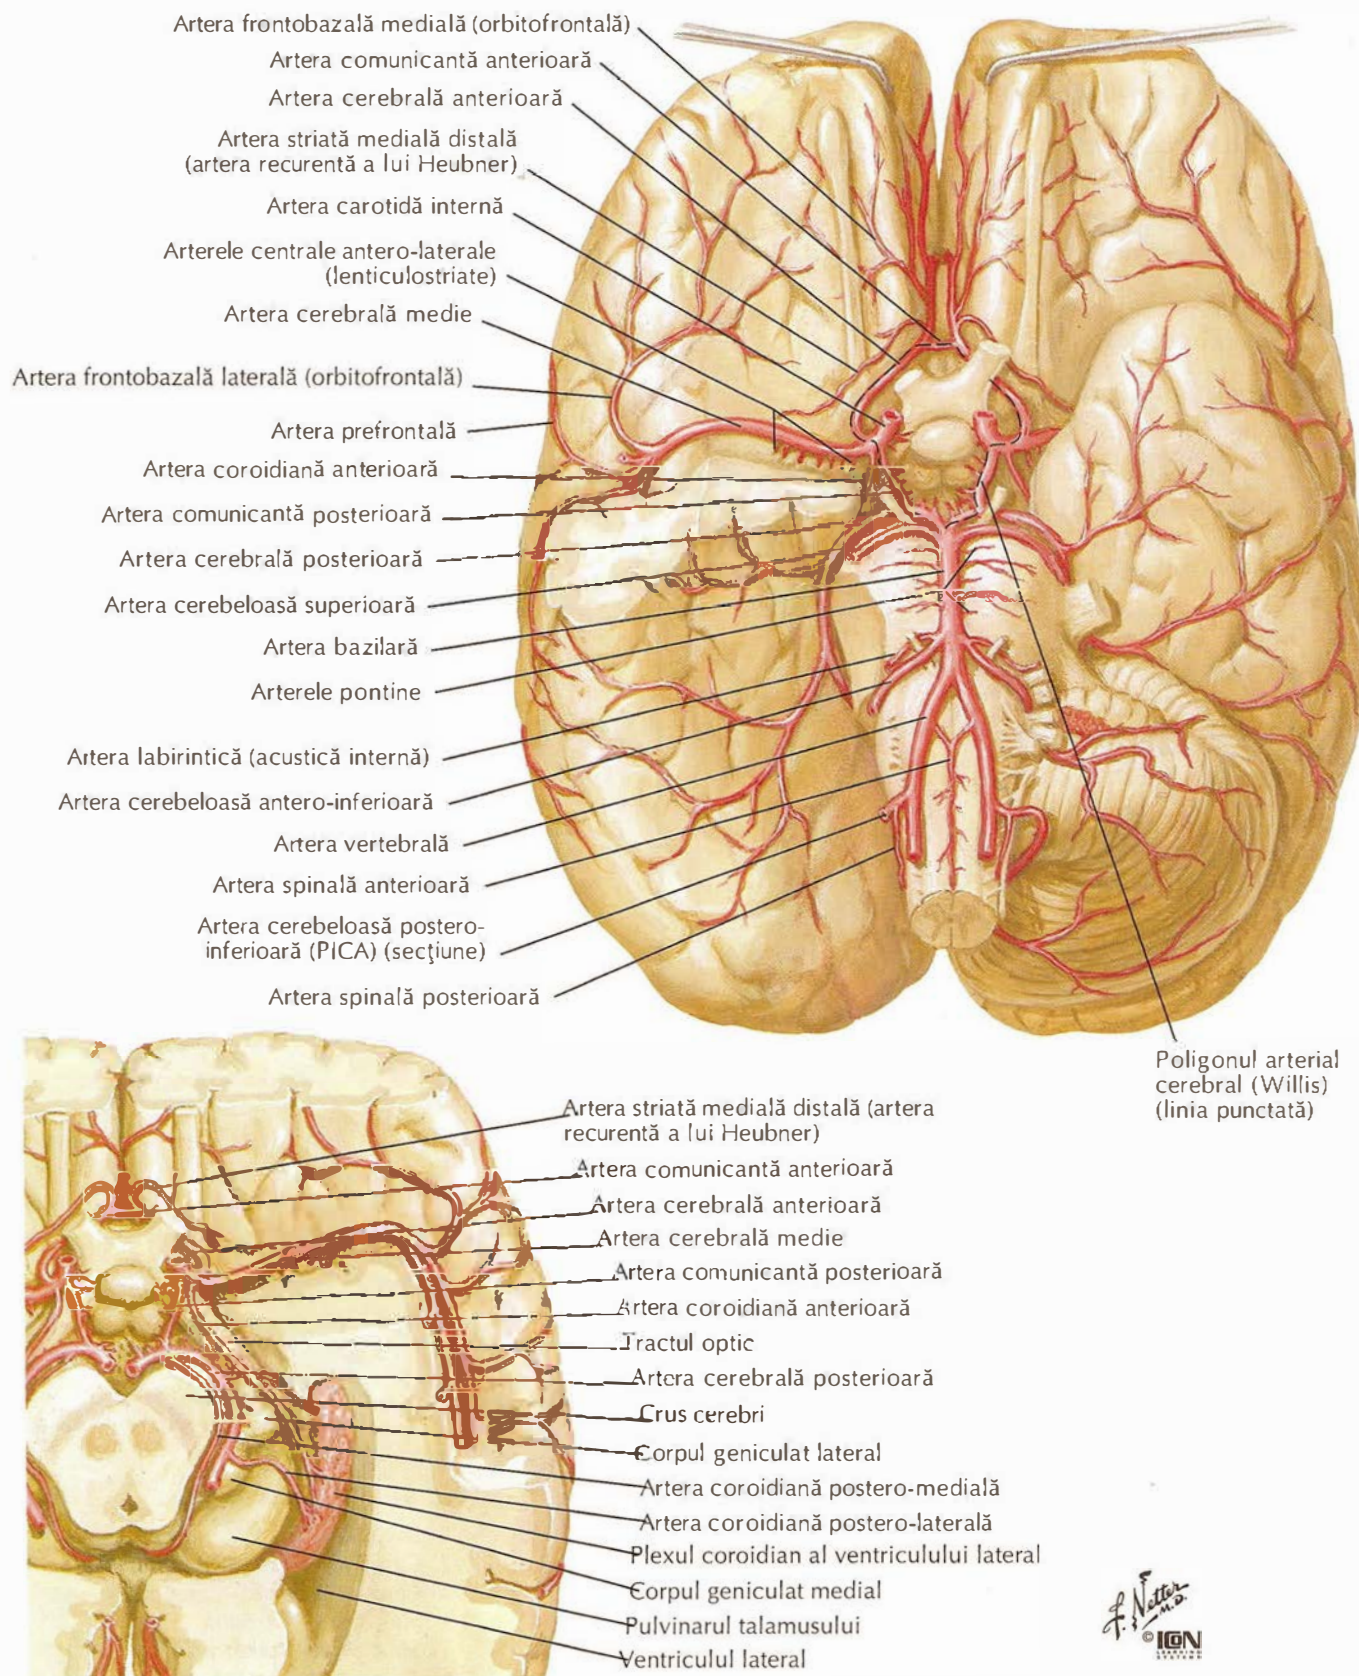 Artera frontobazală medială (orbitofrontală)
Artera comunicantă anterioară
Artera cerebrală anterioară
Artera striată medială distală
(artera recurentă a lui Heubner)
Artera carotidă internă
Arterele centrale antero-laterale
(lenticulostriate)
Artera cerebrală medie
Artera frontobazală laterală (orbitofrontală)
Artera prefrontală
Artera coroidiană anterioară
Artera comunicantă posterioară
Artera cerebrală posterioară
Artera cerebeloasă superioară
Artera bazilară
Arterele pontine
Artera labirintică (acustică internă)
Artera cerebeloasă antero-inferioară
Artera vertebrală
Artera spinală anterioară
Artera cerebeloasă postero-
inferioară (PICA) (secţiune)
Artera spinală posterioară
Poligonul arterial
cerebral (Willis)
(linia punctată)
Artera striată medială distală (artera
recurentă a lui Heubner)
Artera comunicantă anterioară
Artera cerebrală anterioară
Artera cerebrală medie
Artera comunicantă posterioară
Artera coroidiană anterioară
Tractul optic
Artera cerebrală posterioară
Crus cerebri
Corpul geniculat lateral
Artera coroidiană postero-medială
Artera coroidiană postero-laterală
Plexul coroidian al ventriculului lateral
Corpul geniculat medial
Pulvinarul talamusului
Ventriculul lateral
F. Netter
M.D.
© ICON
LEARNING
SYSTEMS